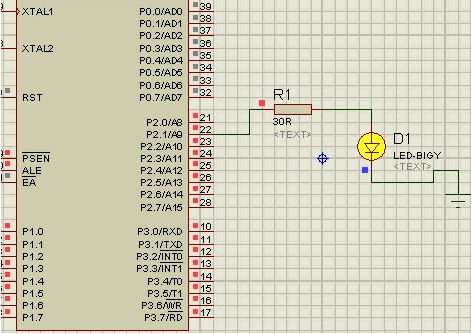 XTAL1 P0.0/AD0 39
P0.1/AD1 38
P0.2/AD2 37
XTAL2 P0.3/AD3 36
P0.4/AD4 35
P0.5/AD5 34
P0.6/AD6 33
RST P0.7/AD7 32
P2.0/A8 21
P2.1/A9 22
P2.2/A10 23
PSEN P2.3/A11 24
ALE P2.4/A12 25
EA P2.5/A13 26
P2.6/A14 27
P2.7/A15 28
P1.0 P3.0/RXD 10
P1.1 P3.1/TXD 11
P1.2 P3.2/INT0 12
P1.3 P3.3/INT1 13
P1.4 P3.4/T0 14
P1.5 P3.5/T1 15
P1.6 P3.6/WR 16
P1.7 P3.7/RD 17
R1
30R
<TEXT>
D1
LED-BIGY
<TEXT>